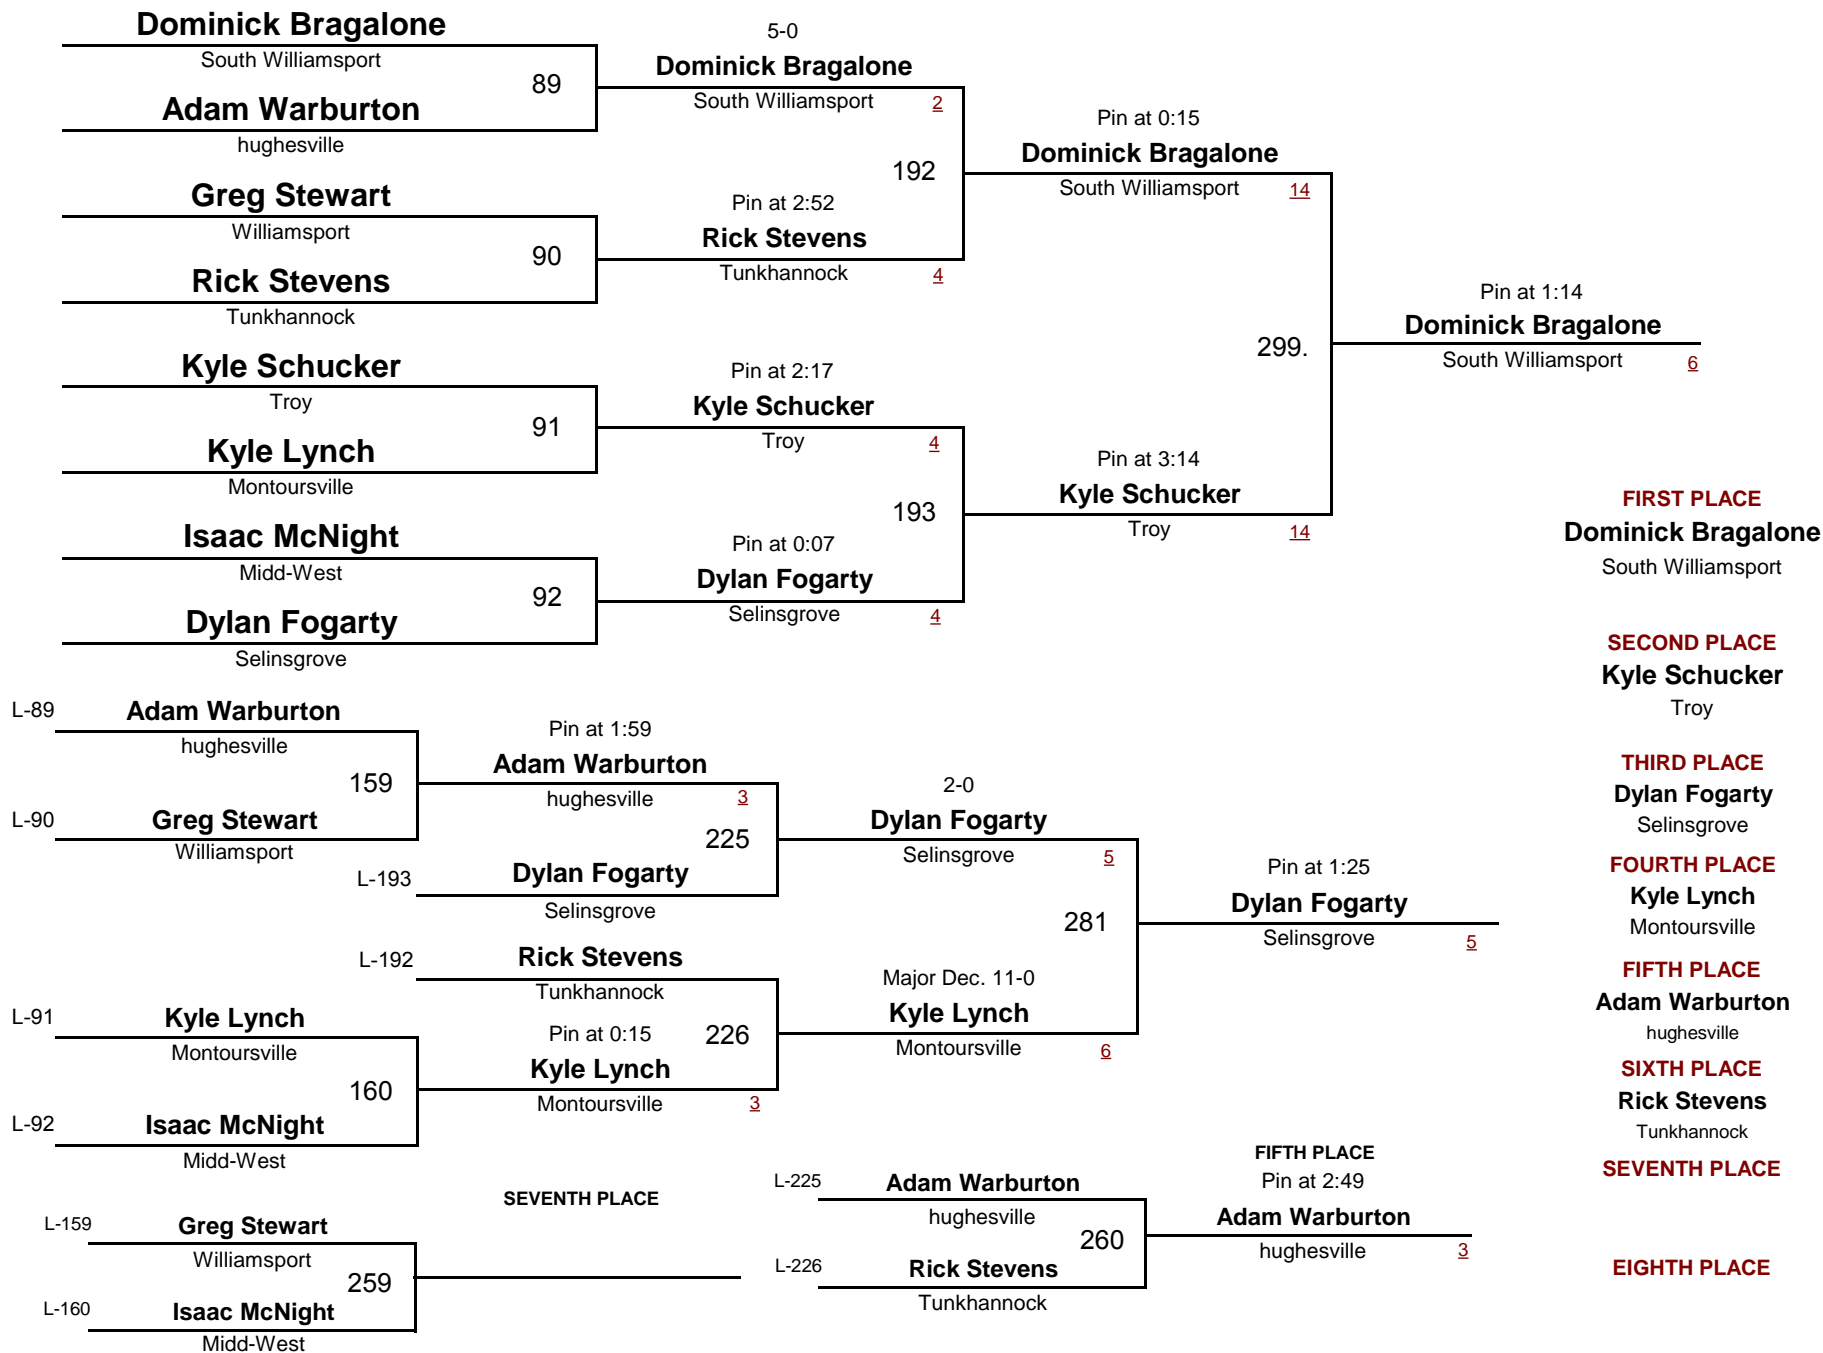 Dominick Bragalone
South Williamsport
89
Adam Warburton
hughesville
Greg Stewart
Williamsport
90
Rick Stevens
Tunkhannock
Kyle Schucker
Troy
91
Kyle Lynch
Montoursville
Isaac McNight
Midd-West
92
Dylan Fogarty
Selinsgrove
5-0
Dominick Bragalone
South Williamsport
2
192
Pin at 2:52
Rick Stevens
Tunkhannock
4
Pin at 2:17
Kyle Schucker
Troy
4
193
Pin at 0:07
Dylan Fogarty
Selinsgrove
4
Pin at 0:15
Dominick Bragalone
South Williamsport
14
299.
Pin at 3:14
Kyle Schucker
Troy
14
Pin at 1:14
Dominick Bragalone
South Williamsport
6
L-89
Adam Warburton
hughesville
159
L-90
Greg Stewart
Williamsport
Pin at 1:59
Adam Warburton
hughesville
3
225
L-193
Dylan Fogarty
Selinsgrove
L-192
Rick Stevens
Tunkhannock
226
L-91
Kyle Lynch
Montoursville
160
L-92
Isaac McNight
Midd-West
Pin at 0:15
Kyle Lynch
Montoursville
3
2-0
Dylan Fogarty
Selinsgrove
5
281
Major Dec. 11-0
Kyle Lynch
Montoursville
6
Pin at 1:25
Dylan Fogarty
Selinsgrove
5
L-159
Greg Stewart
Williamsport
259
L-160
Isaac McNight
Midd-West
SEVENTH PLACE
L-225
Adam Warburton
hughesville
260
L-226
Rick Stevens
Tunkhannock
FIFTH PLACE
Pin at 2:49
Adam Warburton
hughesville
3
FIRST PLACE
Dominick Bragalone
South Williamsport
SECOND PLACE
Kyle Schucker
Troy
THIRD PLACE
Dylan Fogarty
Selinsgrove
FOURTH PLACE
Kyle Lynch
Montoursville
FIFTH PLACE
Adam Warburton
hughesville
SIXTH PLACE
Rick Stevens
Tunkhannock
SEVENTH PLACE
EIGHTH PLACE